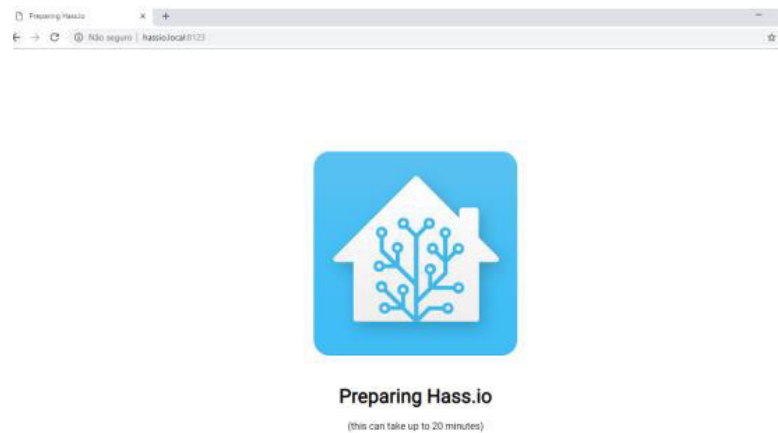 Preparing Hass.io
Não seguro | hassio.local:8123
Preparing Hass.io
(this can take up to 20 minutes)